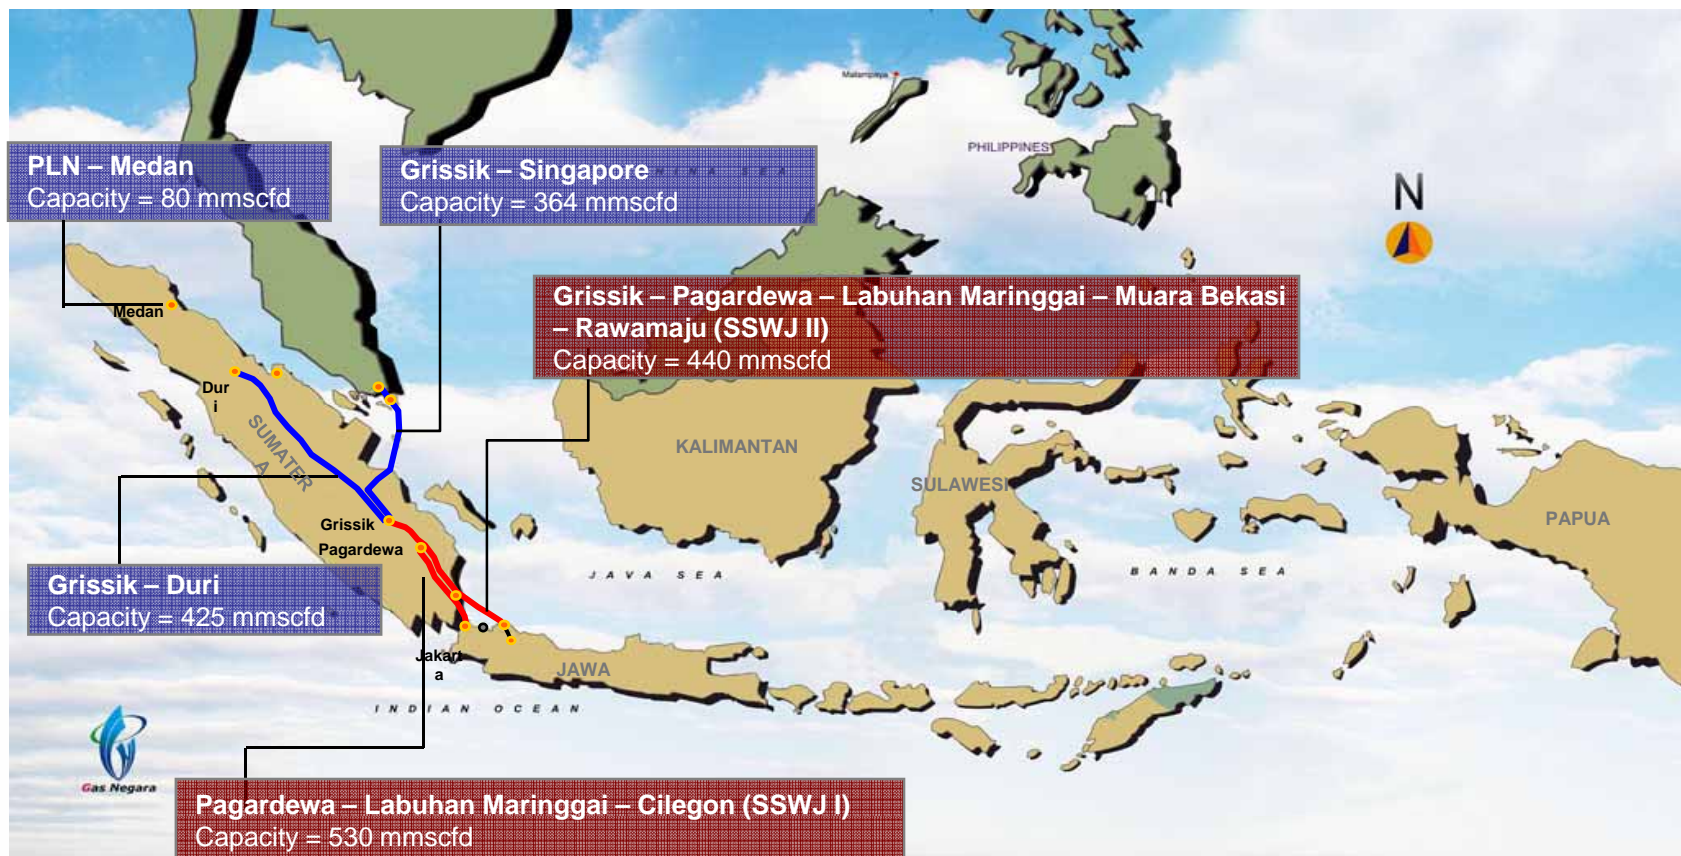 Malampaya
PHILIPPINES
PLN – Medan
Capacity = 80 mmscfd
Grissik – Singapore
Capacity = 364 mmscfd
N
Grissik – Pagardewa – Labuhan Maringgai – Muara Bekasi
– Rawamaju (SSWJ II)
Capacity = 440 mmscfd
Medan
Dur
i
SUMATER
A
KALIMANTAN
SULAWESI
PAPUA
Grissik
Pagardewa
JAVA SEA
BANDA SEA
Grissik – Duri
Capacity = 425 mmscfd
Jakart
a
JAWA
INDIAN OCEAN
Gas Negara
Pagardewa – Labuhan Maringgai – Cilegon (SSWJ I)
Capacity = 530 mmscfd